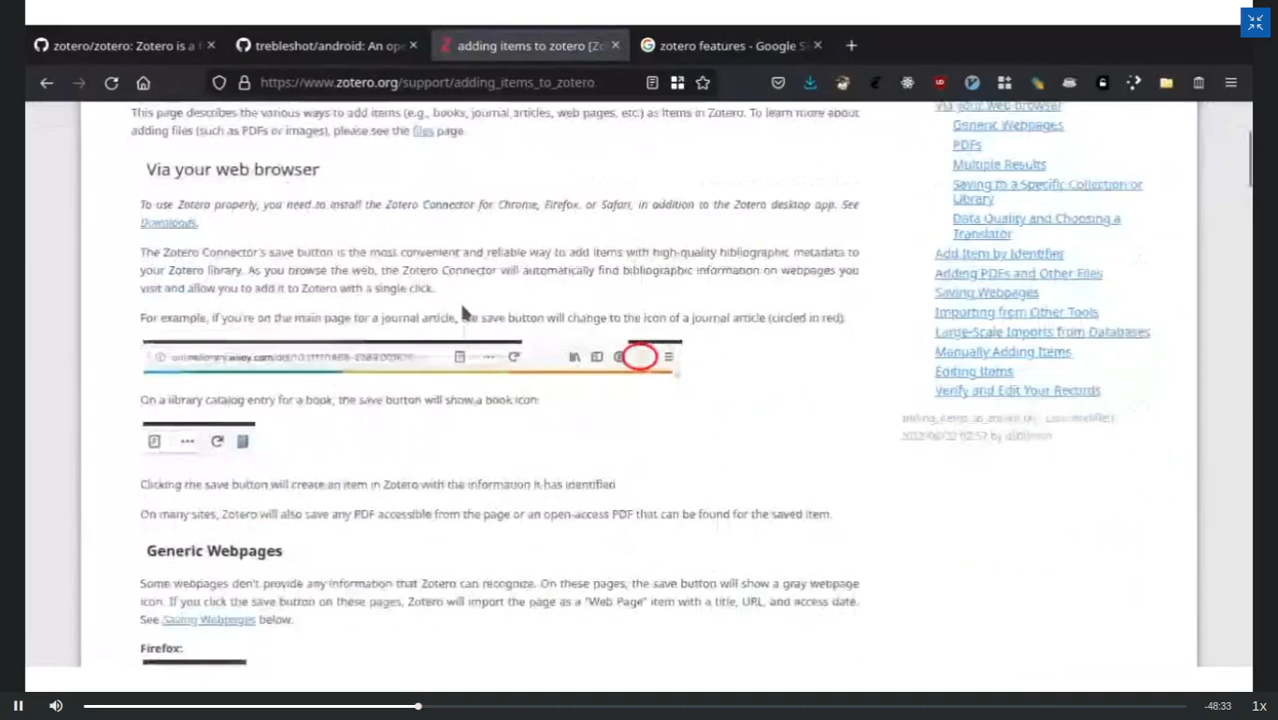 zotero/zotero: Zotero is a
trebleshot/android: An ope
adding items to zotero [Zo
zotero features - Google S
https://www.zotero.org/support/adding_items_to_zotero
This page describes the various ways to add items (e.g., books, journal articles, web pages, etc.) as items in Zotero. To learn more about
adding files (such as PDFs or images), please see the files page.
Via your web browser
To use Zotero properly, you need to install the Zotero Connector for Chrome, Firefox, or Safari, in addition to the Zotero desktop app. See
Downloads.
The Zotero Connector's save button is the most convenient and reliable way to add items with high-quality bibliographic metadata to
your Zotero library. As you browse the web, the Zotero Connector will automatically find bibliographic information on webpages you
visit and allow you to add it to Zotero with a single click.
For example, if you're on the main page for a journal article, the save button will change to the icon of a journal article (circled in red):
On a library catalog entry for a book, the save button will show a book icon:
Clicking the save button will create an item in Zotero with the information it has identified
On many sites, Zotero will also save any PDF accessible from the page or an open-access PDF that can be found for the saved item.
Generic Webpages
Some webpages don't provide any information that Zotero can recognize. On these pages, the save button will show a gray webpage
icon. If you click the save button on these pages, Zotero will import the page as a "Web Page" item with a title, URL, and access date.
See Saving Webpages below.
Firefox:
Via your web browser
Generic Webpages
PDFs
Multiple Results
Saving to a Specific Collection or
Library
Data Quality and Choosing a
Translator
Add Item by Identifier
Adding PDFs and Other Files
Saving Webpages
Importing from Other Tools
Large-Scale Imports from Databases
Manually Adding Items
Editing Items
Verify and Edit Your Records
-48:33
1x